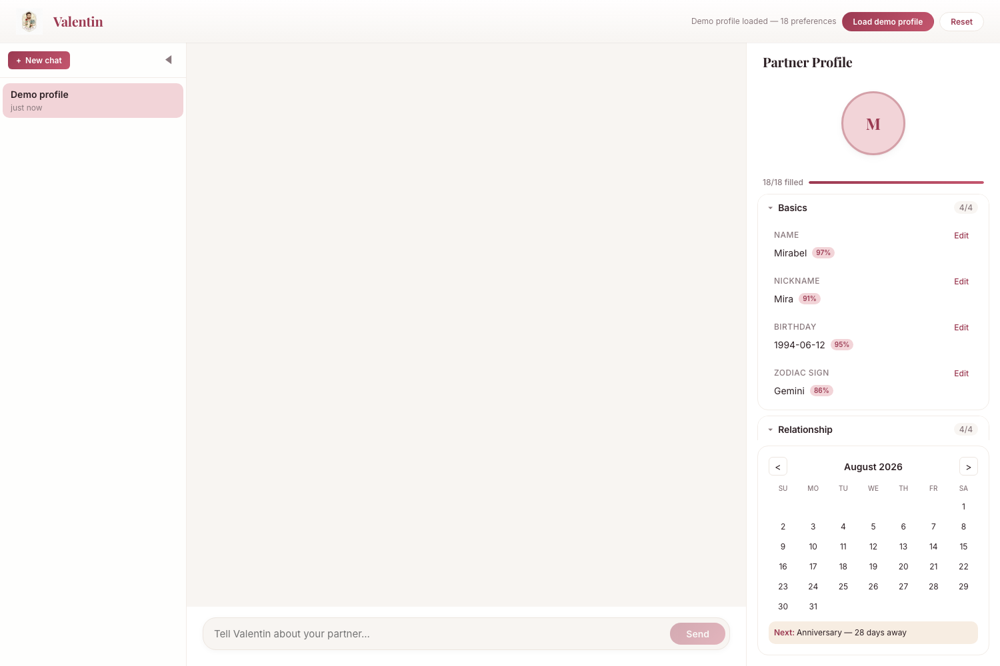 Valentin
Demo profile loaded — 18 preferences
Load demo profile
Reset
+ New chat
Demo profile
just now
Tell Valentin about your partner...
Send
Partner Profile
M
18/18 filled
Basics 4/4
NAME Edit
Mirabel 97%
NICKNAME Edit
Mira 91%
BIRTHDAY Edit
1994-06-12 95%
ZODIAC SIGN Edit
Gemini 86%
Relationship 4/4
< August 2026 >
SU MO TU WE TH FR SA
1
2 3 4 5 6 7 8
9 10 11 12 13 14 15
16 17 18 19 20 21 22
23 24 25 26 27 28 29
30 31
Next: Anniversary — 28 days away